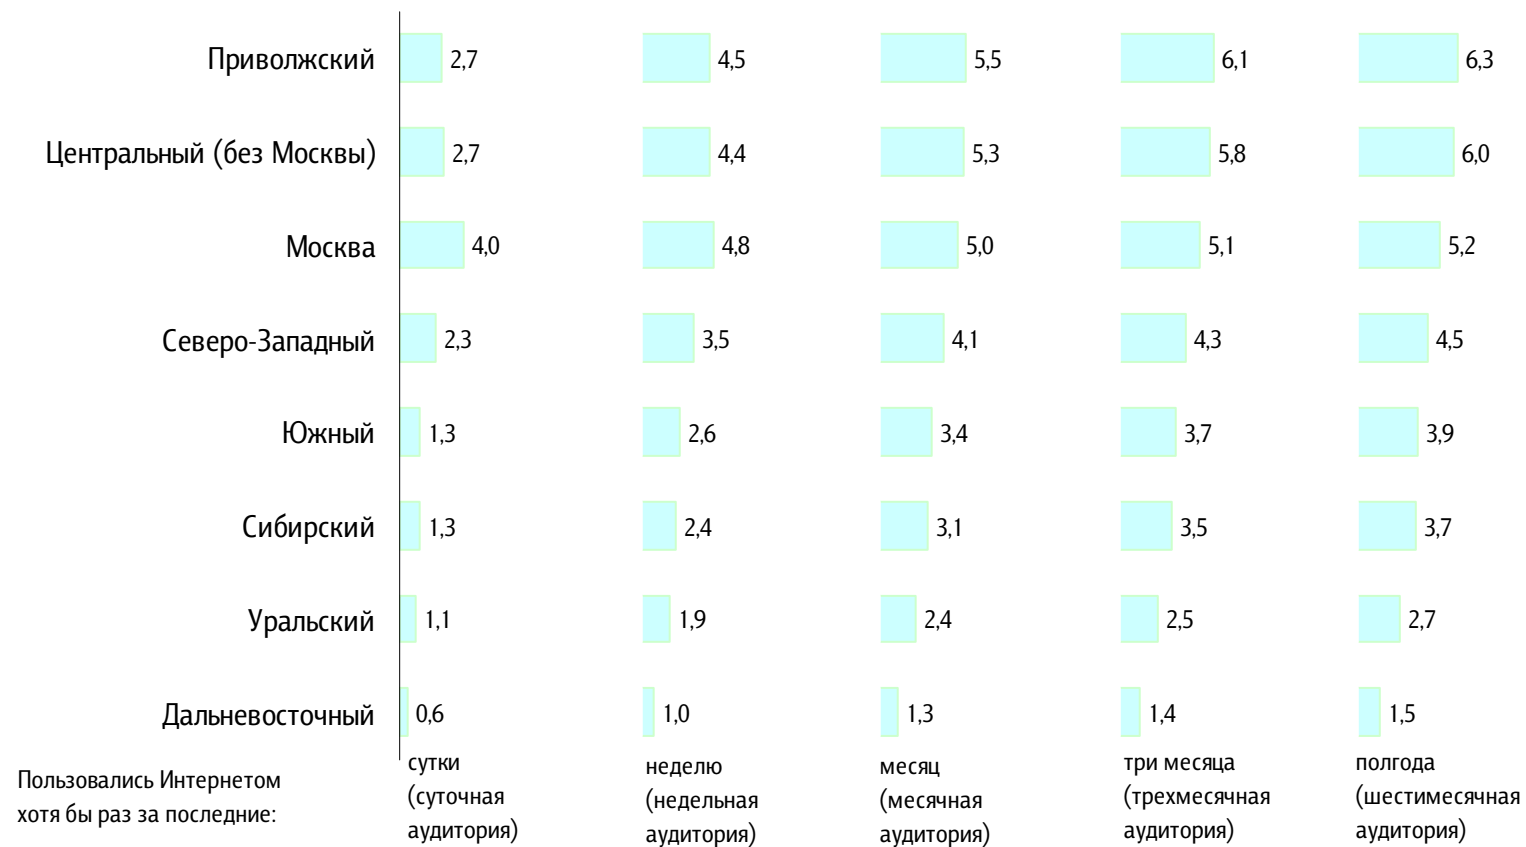 Приволжский 2,7 4,5 5,5 6,1 6,3
Центральный (без Москвы) 2,7 4,4 5,3 5,8 6,0
Москва 4,0 4,8 5,0 5,1 5,2
Северо-Западный 2,3 3,5 4,1 4,3 4,5
Южный 1,3 2,6 3,4 3,7 3,9
Сибирский 1,3 2,4 3,1 3,5 3,7
Уральский 1,1 1,9 2,4 2,5 2,7
Дальневосточный 0,6 1,0 1,3 1,4 1,5
Пользовались Интернетом
хотя бы раз за последние:
сутки
(суточная
аудитория)
неделю
(недельная
аудитория)
месяц
(месячная
аудитория)
три месяца
(трехмесячная
аудитория)
полгода
(шестимесячная
аудитория)